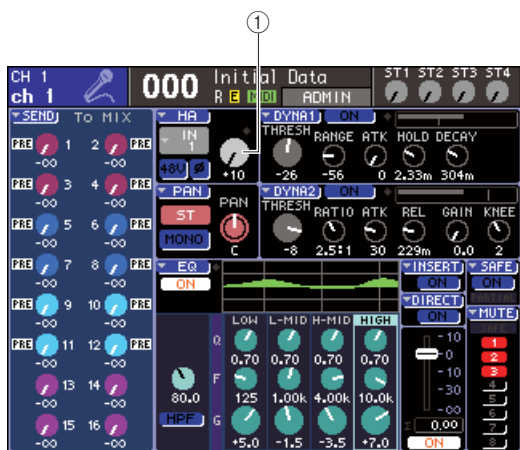 ①
CH 1
ch 1
000
Initial Data
R E MIDI ADMIN
ST1 ST2 ST3 ST4
SEND To MIX
PRE 1 2 PRE
-∞ -∞
PRE 3 4 PRE
-∞ -∞
PRE 5 6 PRE
-∞ -∞
PRE 7 8 PRE
-∞ -∞
PRE 9 10 PRE
-∞ -∞
PRE 11 12 PRE
-∞ -∞
13 14
-∞ -∞
15 16
-∞ -∞
HA
IN
1
48V Ø
+10
DYNA1 ON
THRESH RANGE ATK HOLD DECAY
-26 -56 0 2.33m 304m
PAN
ST
MONO
PAN
C
DYNA2 ON
THRESH RATIO ATK REL GAIN KNEE
-8 2.5:1 30 229m 0.0 2
EQ
ON
LOW L-MID H-MID HIGH
Q
0.70 0.70 0.70 0.70
F
80.0 125 1.00k 4.00k 10.0k
HPF G
+5.0 -1.5 -3.5 +7.0
INSERT
ON
DIRECT
ON
10
0
-10
-30
-∞
Σ 0.00
ON
SAFE
ON
PARTIAL
MUTE
SAFE
1
2
3
4
5
6
7
8